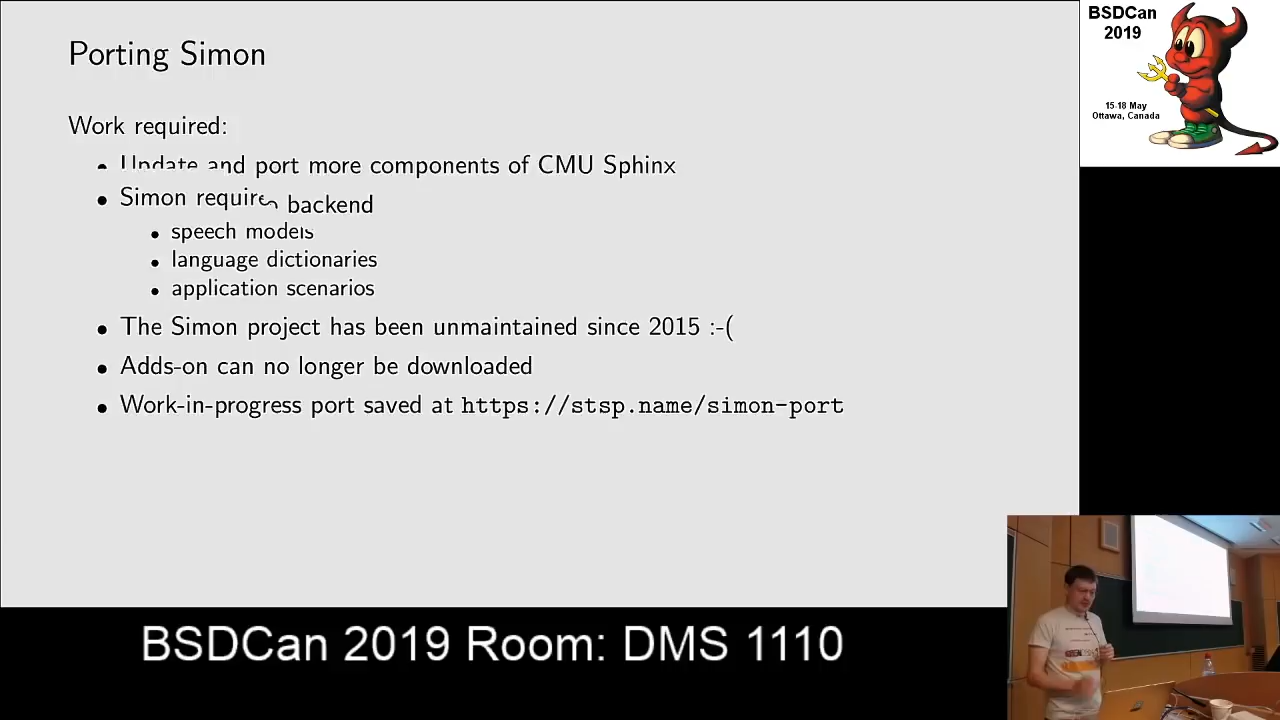 Porting Simon
Work required:
• Update and port more components of CMU Sphinx
• Simon requires backend
• speech models
• language dictionaries
• application scenarios
• The Simon project has been unmaintained since 2015 :-(
• Adds-on can no longer be downloaded
• Work-in-progress port saved at https://stsp.name/simon-port
BSDCan
2019
15-18 May
Ottawa, Canada
BSDCan 2019 Room: DMS 1110